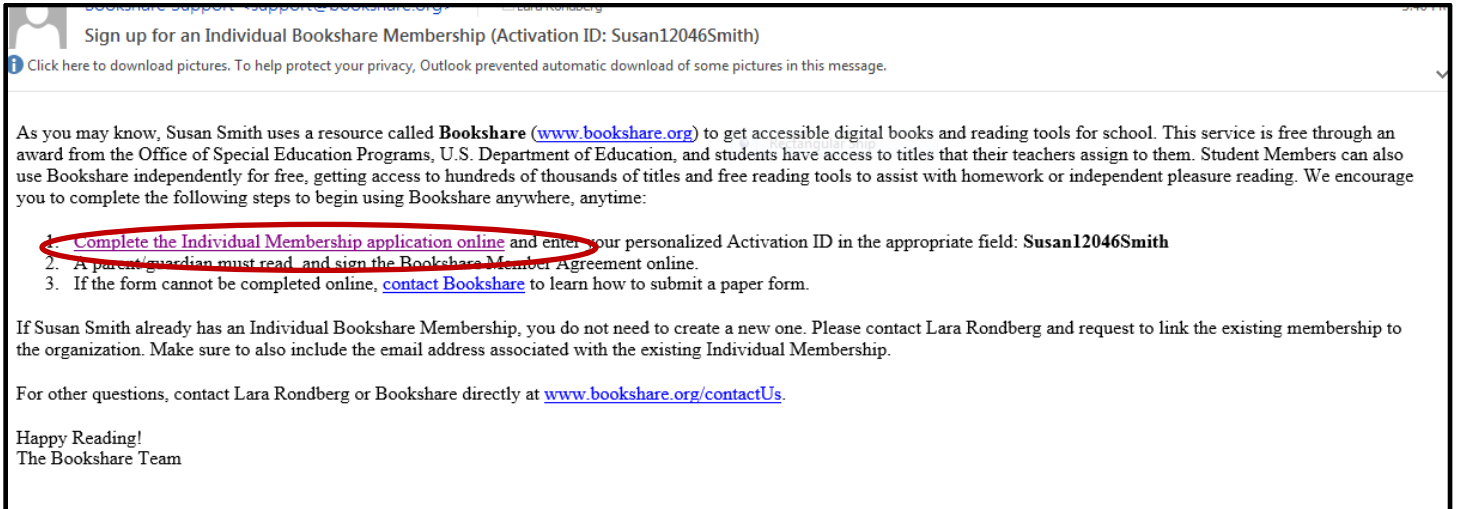 Bookshare Support <support@bookshare.org> Lara Rondberg
Sign up for an Individual Bookshare Membership (Activation ID: Susan12046Smith)
Click here to download pictures. To help protect your privacy, Outlook prevented automatic download of some pictures in this message.
As you may know, Susan Smith uses a resource called Bookshare (www.bookshare.org) to get accessible digital books and reading tools for school. This service is free through an
Rectangular Snip
award from the Office of Special Education Programs, U.S. Department of Education, and students have access to titles that their teachers assign to them. Student Members can also
use Bookshare independently for free, getting access to hundreds of thousands of titles and free reading tools to assist with homework or independent pleasure reading. We encourage
you to complete the following steps to begin using Bookshare anywhere, anytime:
1. Complete the Individual Membership application online and enter your personalized Activation ID in the appropriate field: Susan12046Smith
2. A parent/guardian must read, and sign the Bookshare Member Agreement online.
3. If the form cannot be completed online, contact Bookshare to learn how to submit a paper form.
If Susan Smith already has an Individual Bookshare Membership, you do not need to create a new one. Please contact Lara Rondberg and request to link the existing membership to
the organization. Make sure to also include the email address associated with the existing Individual Membership.
For other questions, contact Lara Rondberg or Bookshare directly at www.bookshare.org/contactUs.
Happy Reading!
The Bookshare Team